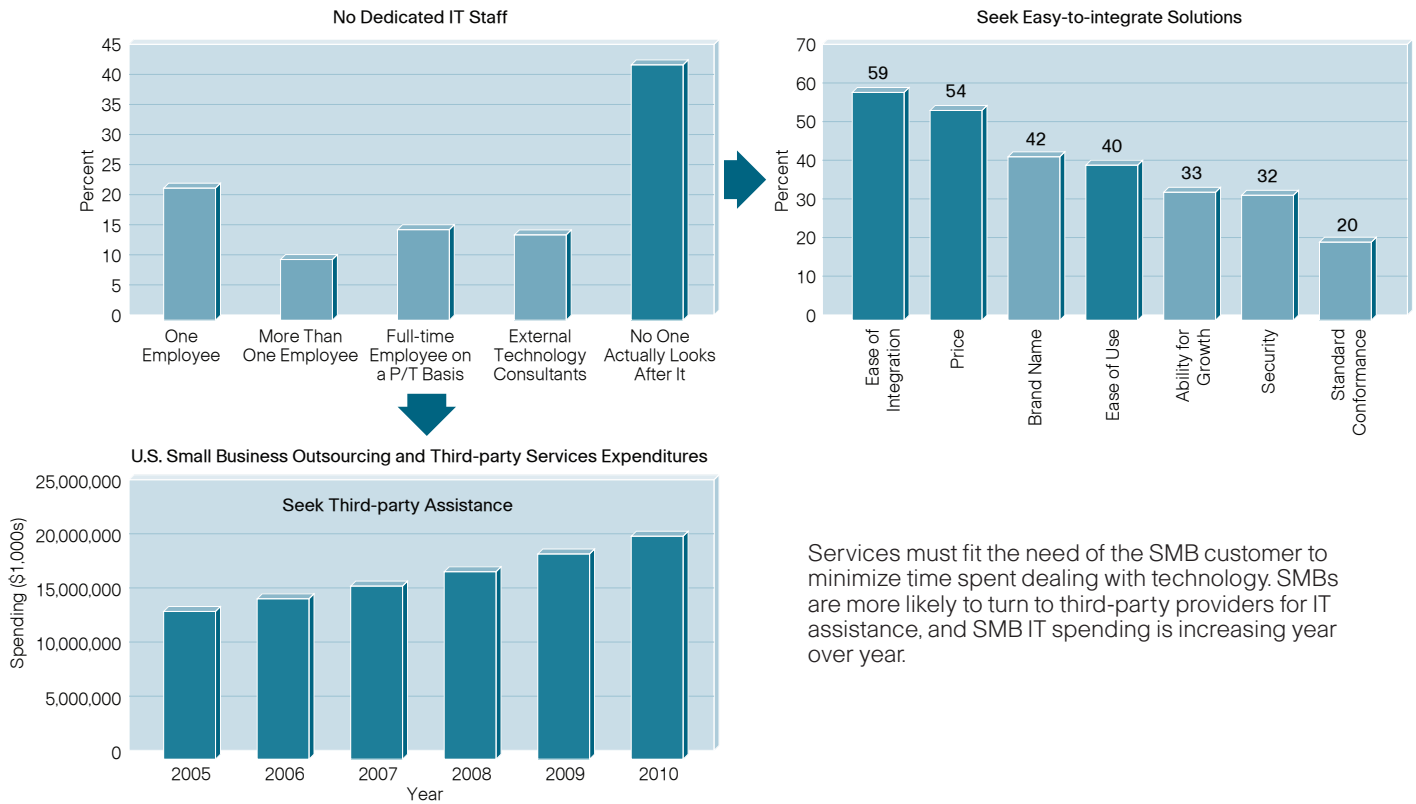 No Dedicated IT Staff
45
40
35
30
25
20
15
10
5
0
Percent
One
Employee
More Than
One Employee
Full-time
Employee on
a P/T Basis
External
Technology
Consultants
No One
Actually Looks
After It
Seek Easy-to-integrate Solutions
70
60
50
40
30
20
10
0
Percent
59
54
42
40
33
32
20
Ease of
Integration
Price
Brand Name
Ease of Use
Ability for
Growth
Security
Standard
Conformance
U.S. Small Business Outsourcing and Third-party Services Expenditures
Seek Third-party Assistance
25,000,000
20,000,000
15,000,000
10,000,000
5,000,000
0
Spending ($1.000s)
2005
2006
2007
2008
2009
2010
Year
Services must fit the need of the SMB customer to
minimize time spent dealing with technology. SMBs
are more likely to turn to third-party providers for IT
assistance, and SMB IT spending is increasing year
over year.